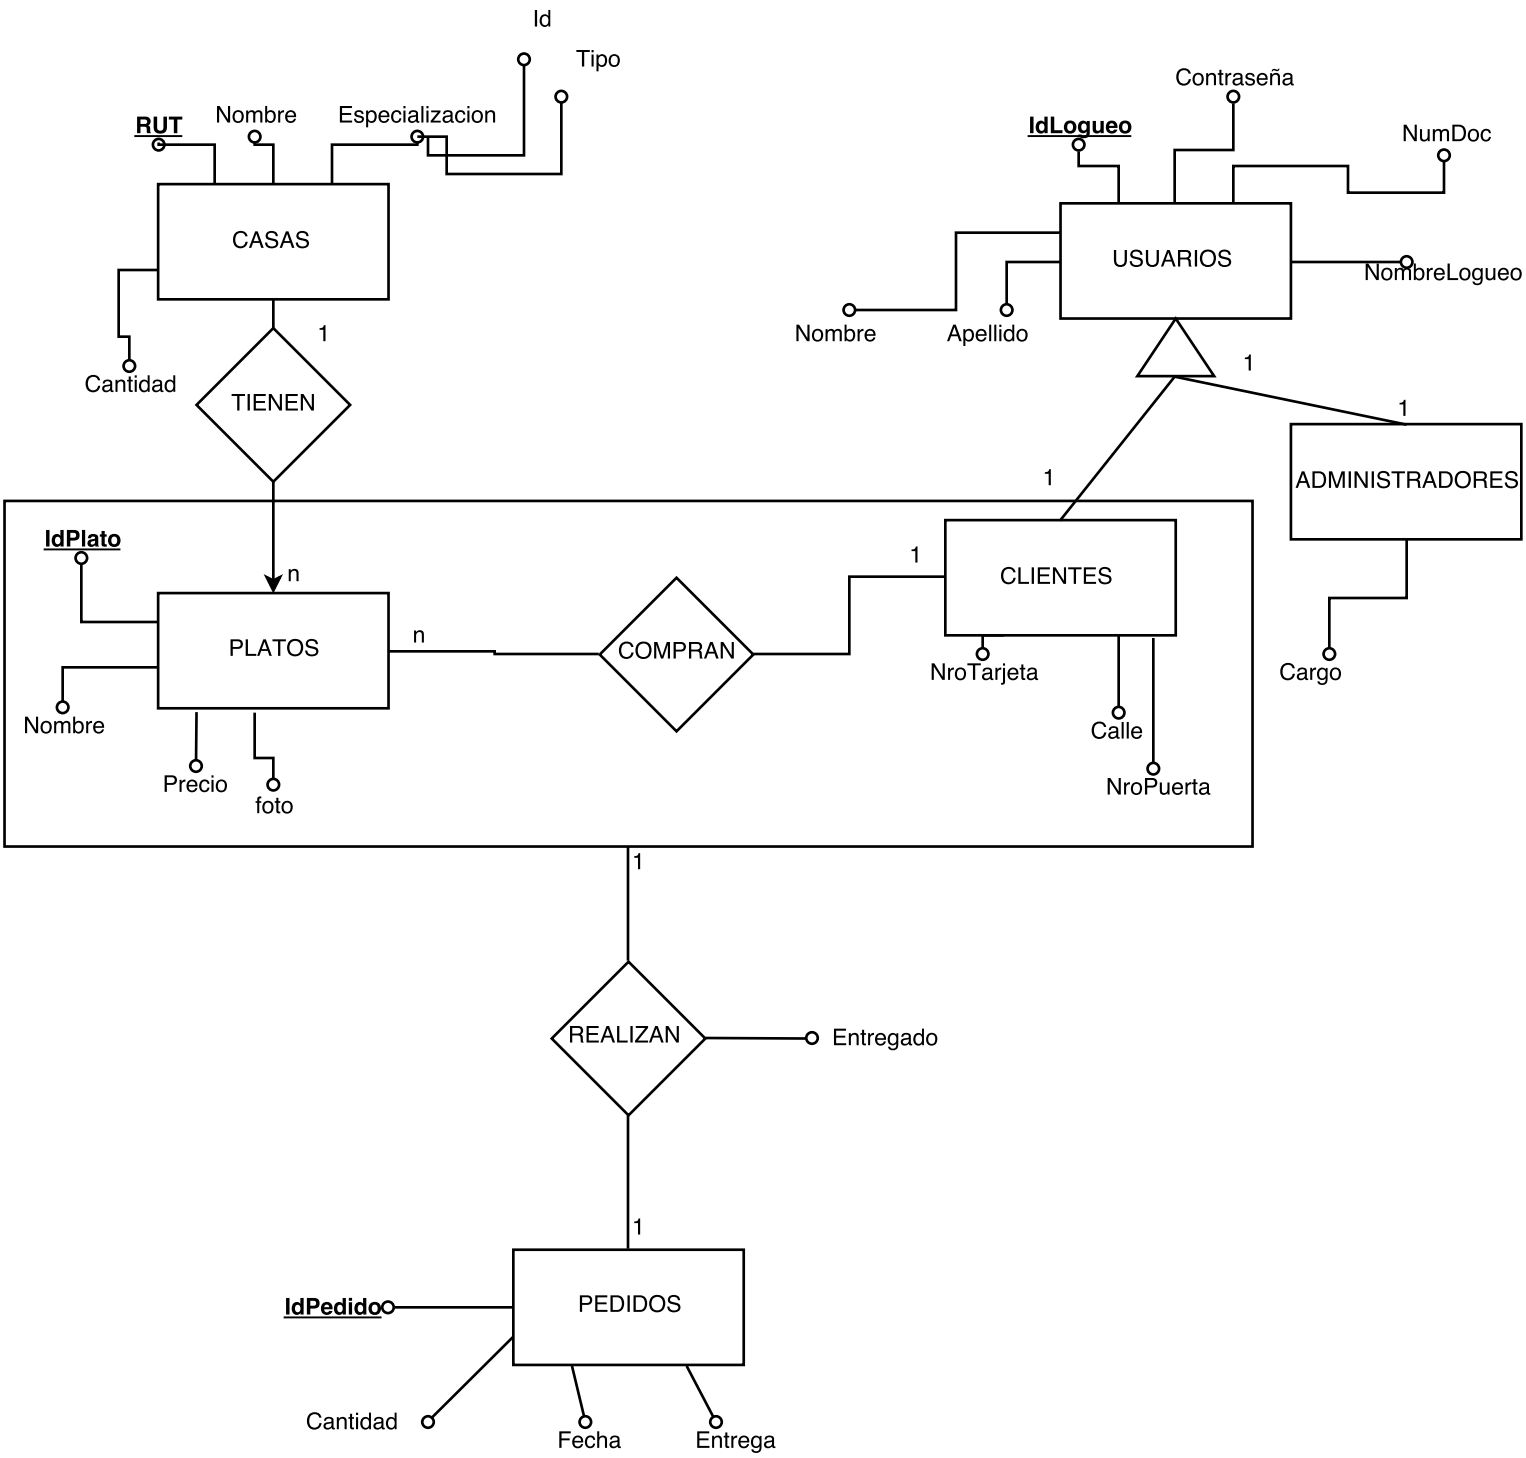 Id
Tipo
Contraseña
Nombre
Especializacion
RUT
IdLogueo
NumDoc
CASAS
USUARIOS
NombreLogueo
1
Nombre
Apellido
1
Cantidad
TIENEN
1
1
ADMINISTRADORES
IdPlato
1
n
CLIENTES
n
PLATOS
COMPRAN
NroTarjeta
Cargo
Nombre
Calle
Precio
NroPuerta
foto
1
REALIZAN
Entregado
1
IdPedido
PEDIDOS
Cantidad
Fecha
Entrega